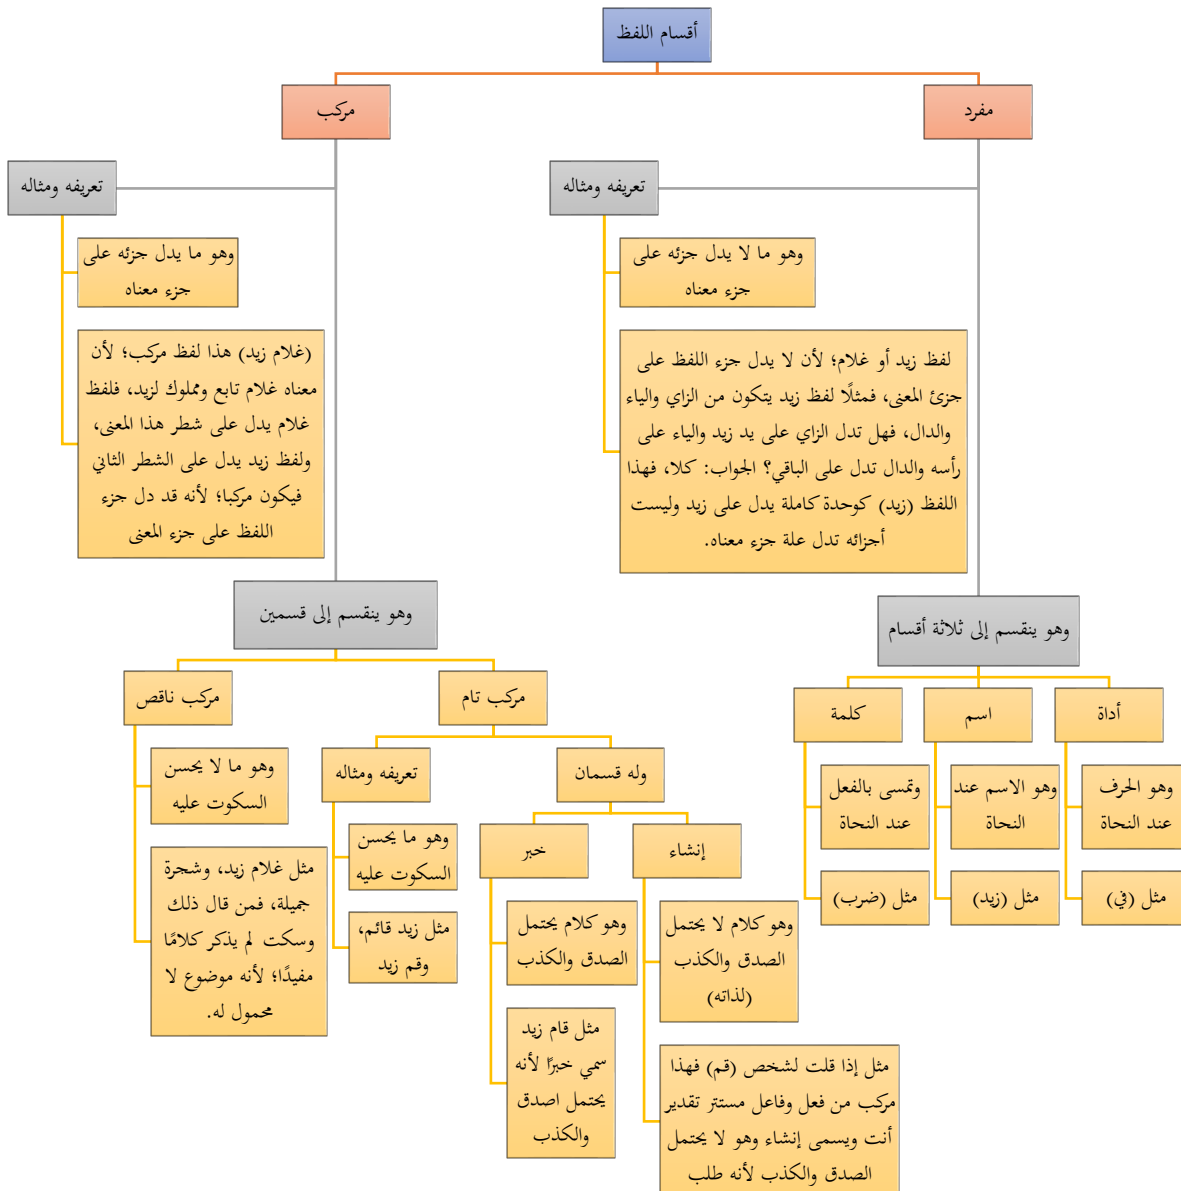 أقسام اللفظ
مفرد
تعريفه ومثاله
وهو ما لا يدل جزئه على
جزء معناه
لفظ زيد أو غلام؛ لأن لا يدل جزء اللفظ على
جزئ المعنى، فمثلًا لفظ زيد يتكون من الزاي والياء
والدال، فهل تدل الزاي على يد زيد والياء على
رأسه والدال تدل على الباقي؟ الجواب: كلا، فهذا
اللفظ (زيد) كوحدة كاملة يدل على زيد وليست
أجزائه تدل علة جزء معناه.
وهو ينقسم إلى ثلاثة أقسام
أداة
وهو الحرف
عند النحاة
مثل (في)
اسم
وهو الاسم عند
النحاة
مثل (زيد)
كلمة
وتمسى بالفعل
عند النحاة
مثل (ضرب)
مركب
تعريفه ومثاله
وهو ما يدل جزئه على
جزء معناه
(غلام زيد) هذا لفظ مركب؛ لأن
معناه غلام تابع ومملوك لزيد، فلفظ
غلام يدل على شطر هذا المعنى،
ولفظ زيد يدل على الشطر الثاني
فيكون مركبا؛ لأنه قد دل جزء
اللفظ على جزء المعنى
وهو ينقسم إلى قسمين
مركب تام
وله قسمان
إنشاء
وهو كلام لا يحتمل
الصدق والكذب
(لذاته)
مثل إذا قلت لشخص (قم) فهذا
مركب من فعل وفاعل مستتر تقدير
أنت ويسمى إنشاء وهو لا يحتمل
الصدق والكذب لأنه طلب
خبر
وهو كلام يحتمل
الصدق والكذب
مثل قام زيد
سمي خبرًا لأنه
يحتمل اصدق
والكذب
تعريفه ومثاله
وهو ما يحسن
السكوت عليه
مثل زيد قائم،
وقم زيد
مركب ناقص
وهو ما لا يحسن
السكوت عليه
مثل غلام زيد، وشجرة
جميلة، فمن قال ذلك
وسكت لم يذكر كلامًا
مفيدًا؛ لأنه موضوع لا
محمول له.